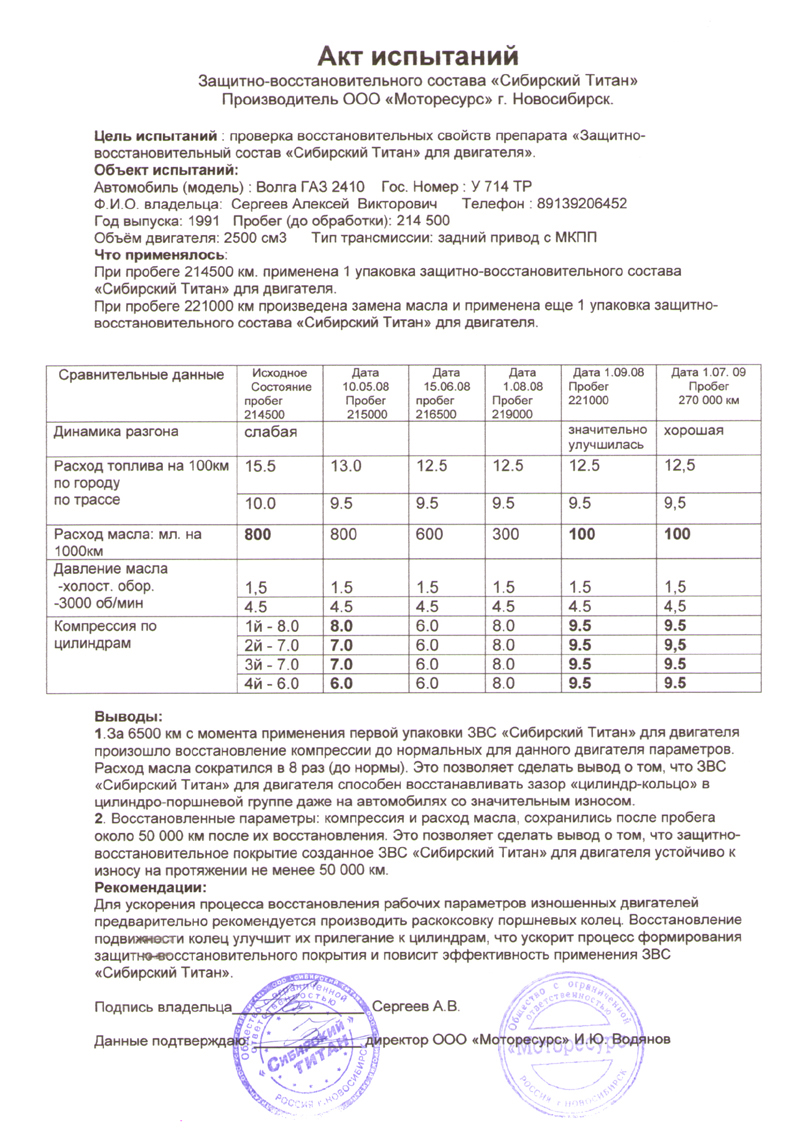 Акт испытаний
Защитно-восстановительного состава «Сибирский Титан»
Производитель ООО «Моторесурс» г. Новосибирск.
Цель испытаний : проверка восстановительных свойств препарата «Защитно-
восстановительный состав «Сибирский Титан» для двигателя».
Объект испытаний:
Автомобиль (модель) : Волга ГАЗ 2410 Гос. Номер : У 714 ТР
Ф.И.О. владельца: Сергеев Алексей Викторович Телефон : 89139206452
Год выпуска: 1991 Пробег (до обработки): 214 500
Объём двигателя: 2500 см3 Тип трансмиссии: задний привод с МКПП
Что применялось:
При пробеге 214500 км. применена 1 упаковка защитно-восстановительного состава
«Сибирский Титан» для двигателя.
При пробеге 221000 км произведена замена масла и применена еще 1 упаковка защитно-
восстановительного состава «Сибирский Титан» для двигателя.
Сравнительные данные Исходное Дата Дата Дата Дата 1.09.08 Дата 1.07. 09
Состояние 10.05.08 15.06.08 1.08.08 Пробег Пробег
пробег Пробег пробег Пробег 221000 270 000 км
214500 215000 216500 219000
Динамика разгона слабая значительно хорошая
улучшилась
Расход топлива на 100км 15.5 13.0 12.5 12.5 12.5 12,5
по городу
по трассе 10.0 9.5 9.5 9.5 9.5 9,5
Расход масла: мл. на 800 800 600 300 100 100
1000км
Давление масла
-холост. обор. 1,5 1.5 1.5 1.5 1.5 1,5
-3000 об/мин 4.5 4.5 4.5 4.5 4.5 4,5
Компрессия по 1й - 8.0 8.0 6.0 8.0 9.5 9.5
цилиндрам 2й - 7.0 7.0 6.0 8.0 9.5 9,5
3й - 7.0 7.0 6.0 8.0 9.5 9.5
4й - 6.0 6.0 6.0 8.0 9.5 9.5
Выводы:
1.За 6500 км с момента применения первой упаковки ЗВС «Сибирский Титан» для двигателя
произошло восстановление компрессии до нормальных для данного двигателя параметров.
Расход масла сократился в 8 раз (до нормы). Это позволяет сделать вывод о том, что ЗВС
«Сибирский Титан» для двигателя способен восстанавливать зазор «цилиндр-кольцо» в
цилиндро-поршневой группе даже на автомобилях со значительным износом.
2. Восстановленные параметры: компрессия и расход масла, сохранились после пробега
около 50 000 км после их восстановления. Это позволяет сделать вывод о том, что защитно-
восстановительное покрытие созданное ЗВС «Сибирский Титан» для двигателя устойчиво к
износу на протяжении не менее 50 000 км.
Рекомендации:
Для ускорения процесса восстановления рабочих параметров изношенных двигателей
предварительно рекомендуется производить раскоксовку поршневых колец. Восстановление
подвижности колец улучшит их прилегание к цилиндрам, что ускорит процесс формирования
защитно-восстановительного покрытия и повисит эффективность применения ЗВС
«Сибирский Титан».
Подпись владельца Сергеев А.В.
Данные подтверждаю: директор ООО «Моторесурс» И.Ю. Водянов
Общество с ограниченной
ответственностью
«Сибирский
ТИТАН»
РОССИЯ г.НОВОСИБИРСК
Общество с ограниченной
ответственностью
«Моторесурс»
РОССИЯ г.НОВОСИБИРСК